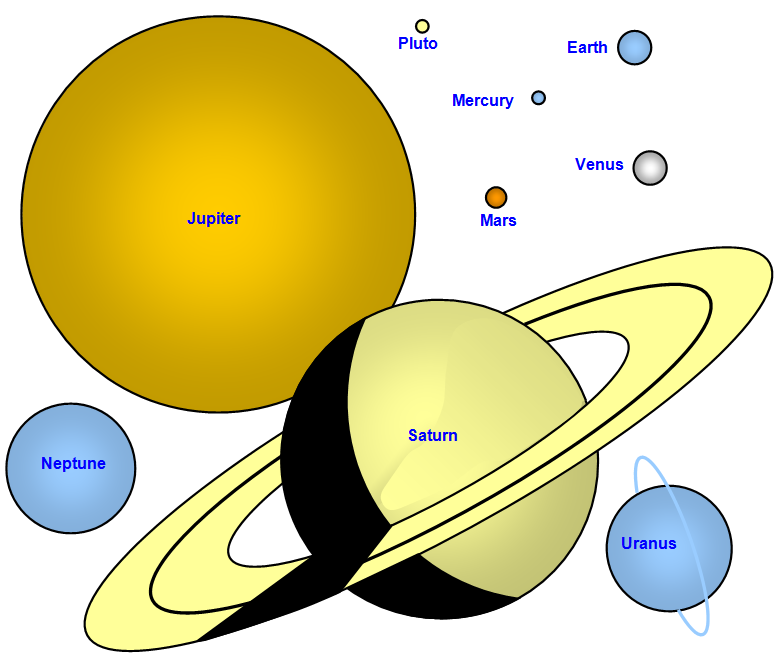 Pluto
Earth
Mercury
Venus
Jupiter
Mars
Saturn
Neptune
Uranus